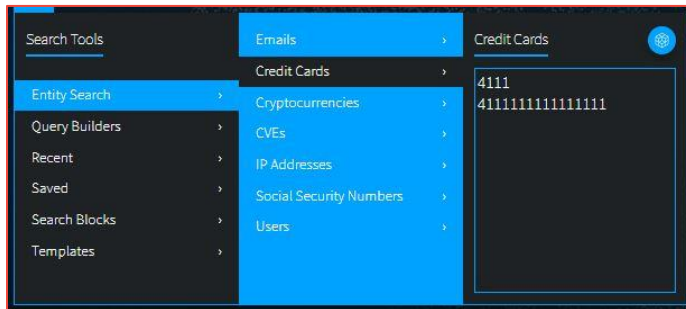 Search Tools
Entity Search
Query Builders
Recent
Saved
Search Blocks
Templates
Emails
Credit Cards
Cryptocurrencies
CVEs
IP Addresses
Social Security Numbers
Users
Credit Cards
4111
4111111111111111